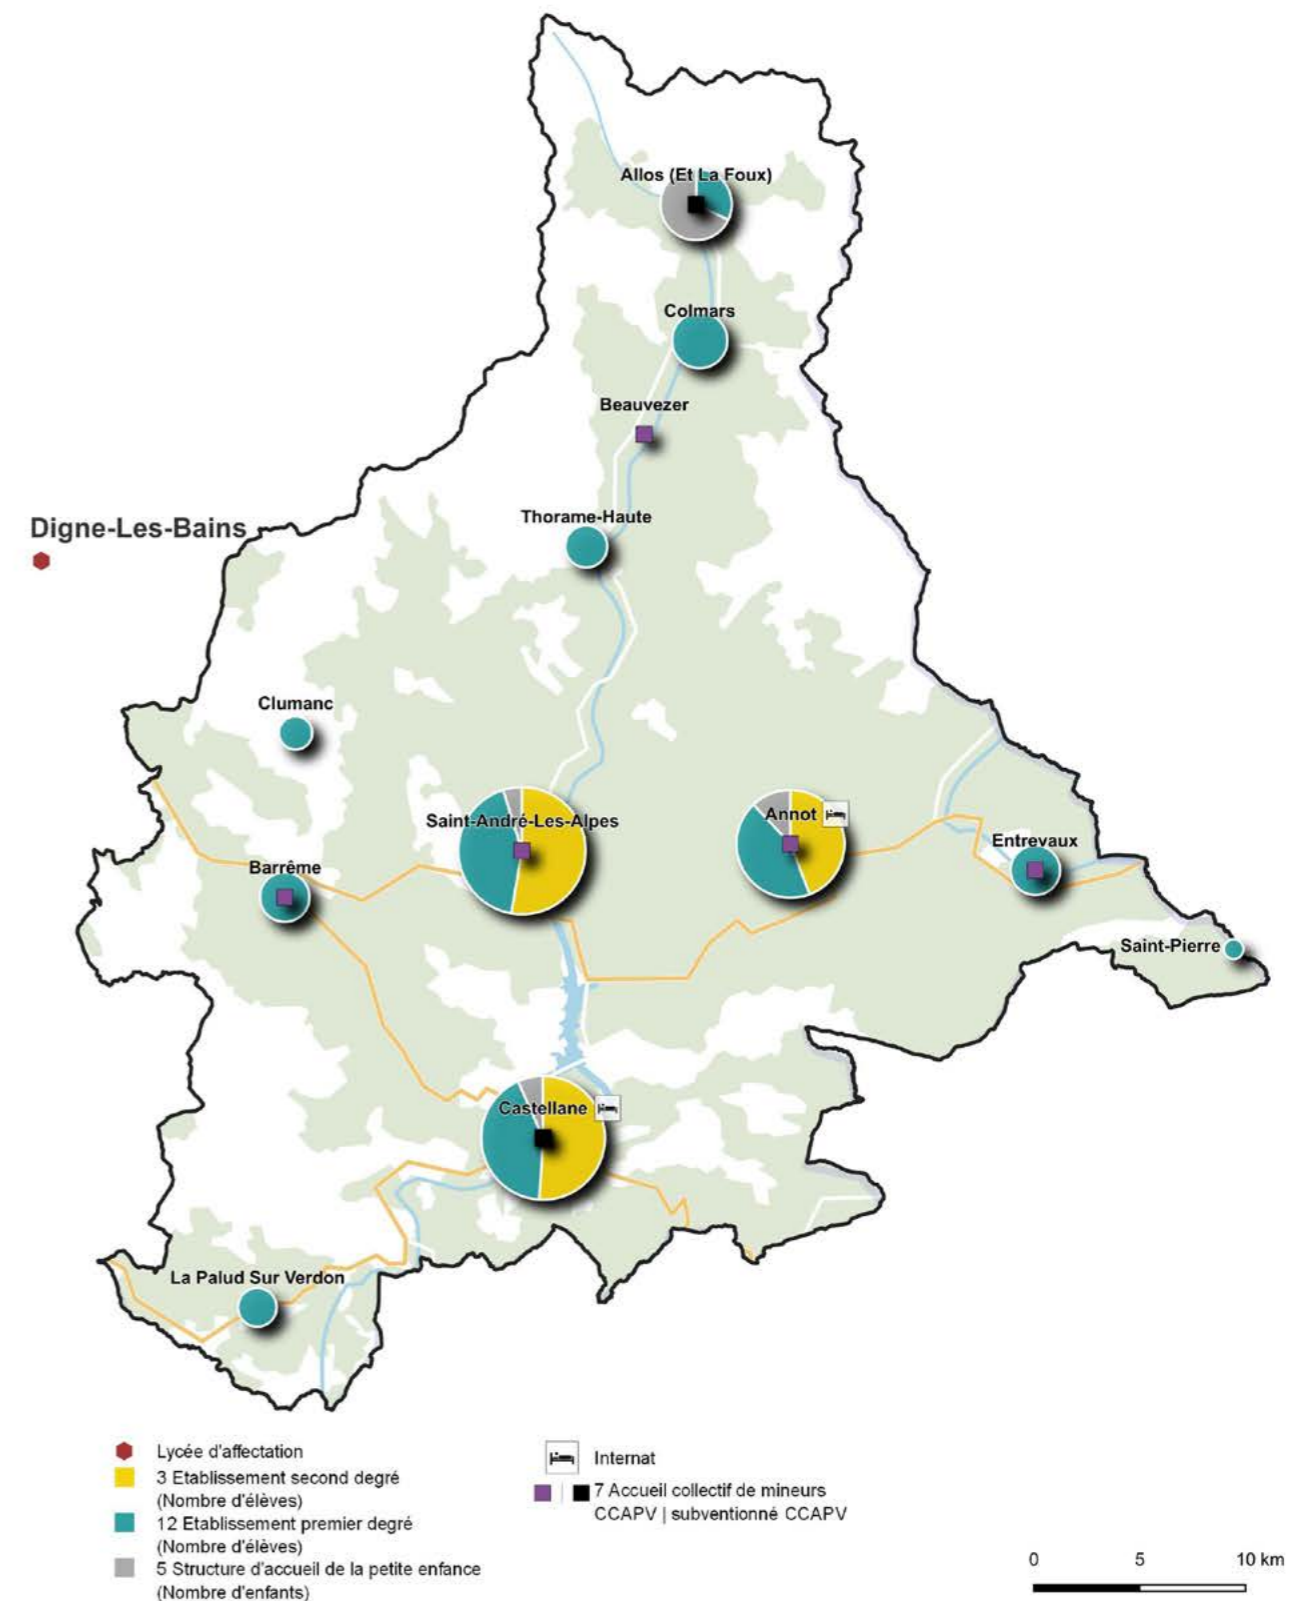 Allos (Et La Foux)
Colmars
Beauvezer
Thorame-Haute
Digne-Les-Bains
Clumanc
Saint-André-Les-Alpes
Annot
Entrevaux
Barrême
Saint-Pierre
Castellane
La Palud Sur Verdon
Lycée d'affectation
3 Etablissement second degré
(Nombre d'élèves)
12 Etablissement premier degré
(Nombre d'élèves)
5 Structure d'accueil de la petite enfance
(Nombre d'enfants)
Internat
7 Accueil collectif de mineurs
CCAPV | subventionné CCAPV
0 5 10 km